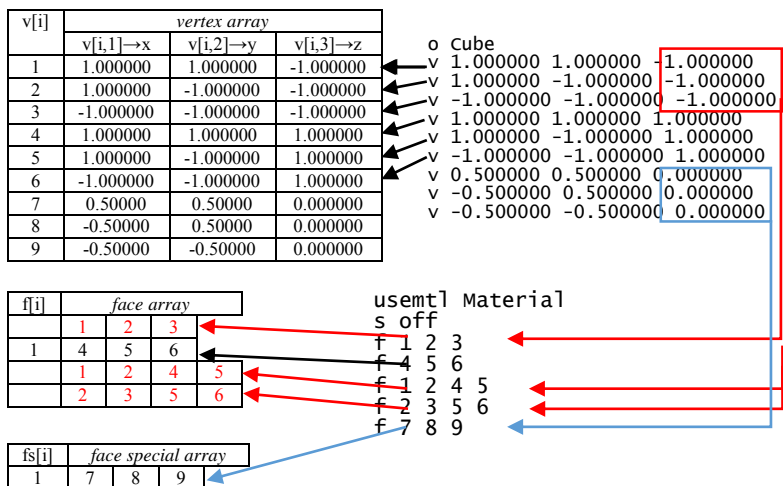 v[i] vertex array
v[i,1]→x v[i,2]→y v[i,3]→z
1 1.000000 1.000000 -1.000000
2 1.000000 -1.000000 -1.000000
3 -1.000000 -1.000000 -1.000000
4 1.000000 1.000000 1.000000
5 1.000000 -1.000000 1.000000
6 -1.000000 -1.000000 1.000000
7 0.50000 0.50000 0.000000
8 -0.50000 0.50000 0.000000
9 -0.50000 -0.50000 0.000000
o Cube
v 1.000000 1.000000 -1.000000
v 1.000000 -1.000000 -1.000000
v -1.000000 -1.000000 -1.000000
v 1.000000 1.000000 1.000000
v 1.000000 -1.000000 1.000000
v -1.000000 -1.000000 1.000000
v 0.500000 0.500000 0.000000
v -0.500000 0.500000 0.000000
v -0.500000 -0.500000 0.000000
f[i] face array
1 2 3
1 4 5 6
1 2 4 5
2 3 5 6
usemtl Material
s off
f 1 2 3
f 4 5 6
f 1 2 4 5
f 2 3 5 6
f 7 8 9
fs[i] face special array
1 7 8 9